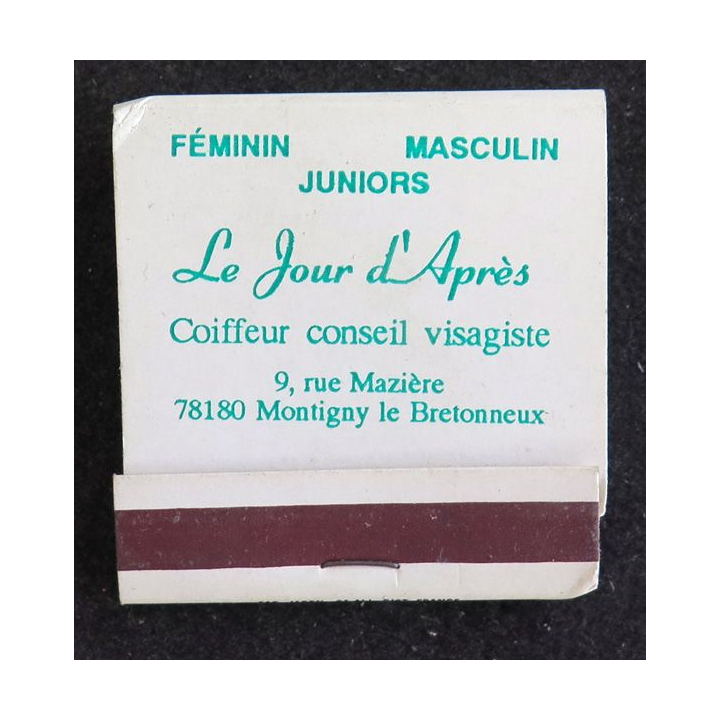 FÉMININ MASCULIN
JUNIORS
Le Jour d'Après
Coiffeur conseil visagiste
9, rue Mazière
78180 Montigny le Bretonneux